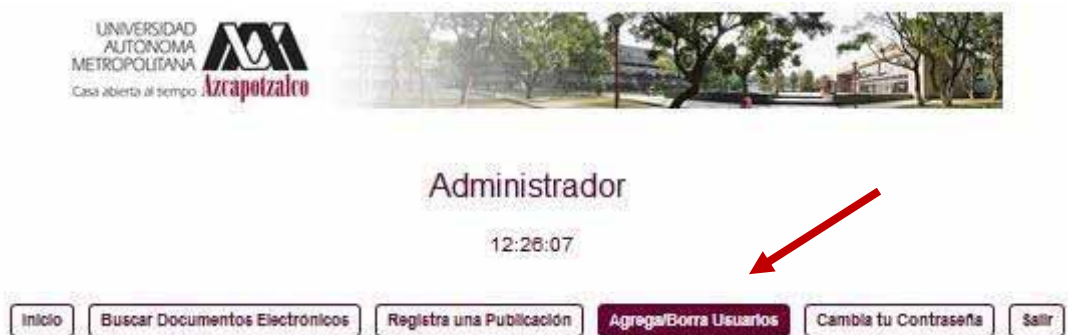 UNIVERSIDAD
AUTONOMA
METROPOLITANA
Casa abierta al tiempo Azcapotzalco
Administrador
12:26:07
Inicio Buscar Documentos Electrónicos Registra una Publicación Agrega/Borra Usuarios Cambia tu Contraseña Salir